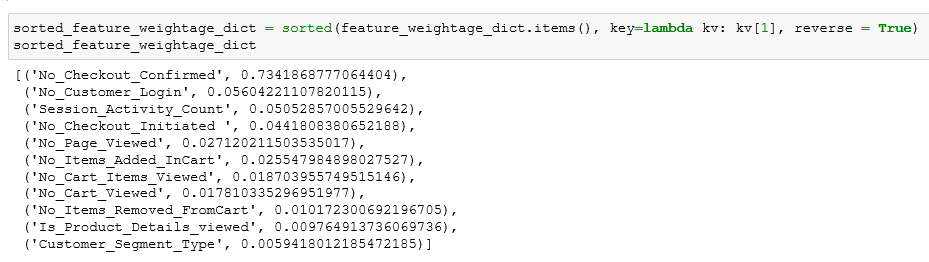 sorted_feature_weightage_dict = sorted(feature_weightage_dict.items(), key=lambda kv: kv[1], reverse = True)
sorted_feature_weightage_dict
[('No_Checkout_Confirmed', 0.7341868777064404),
('No_Customer_Login', 0.05604221107820115),
('Session_Activity_Count', 0.05052857005529642),
('No_Checkout_Initiated ', 0.0441808380652188),
('No_Page_Viewed', 0.027120211503535017),
('No_Items_Added_InCart', 0.025547984898027527),
('No_Cart_Items_Viewed', 0.018703955749515146),
('No_Cart_Viewed', 0.017810335296951977),
('No_Items_Removed_FromCart', 0.010172300692196705),
('Is_Product_Details_viewed', 0.009764913736069736),
('Customer_Segment_Type', 0.0059418012185472185)]